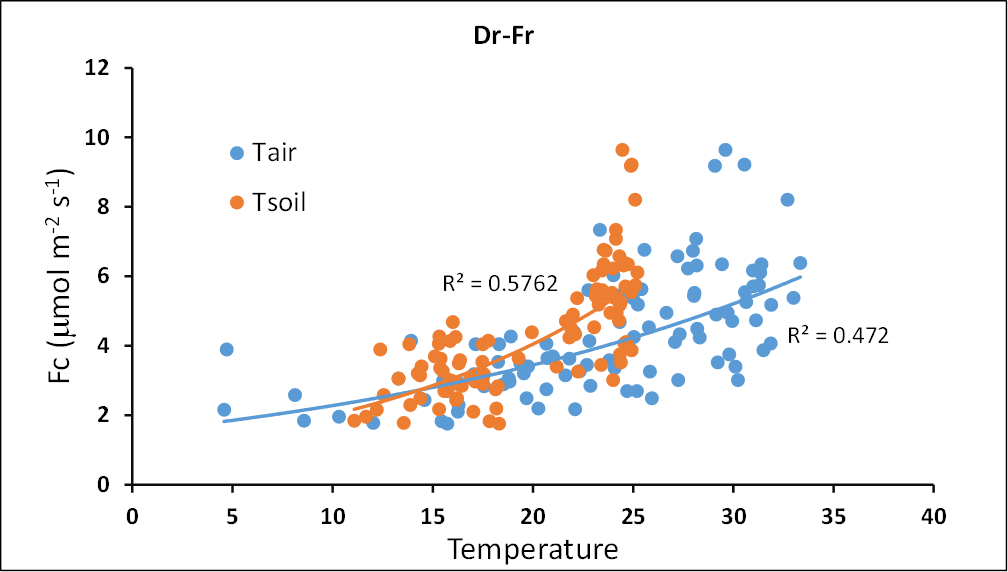 Dr-Fr
12
10
8
6
4
2
0
Fc (µmol m⁻² s⁻¹)
Tair
Tsoil
R² = 0.5762
R² = 0.472
0 5 10 15 20 25 30 35 40
Temperature